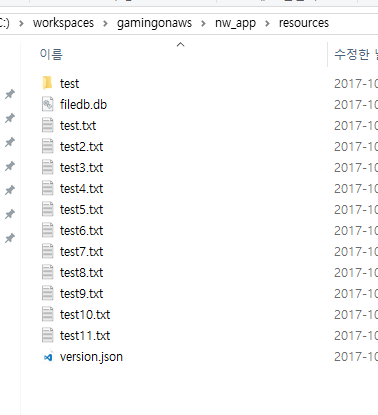 :) > workspaces > gamingonaws > nw_app > resources
이름 수정한 날
test 2017-10
filedb.db 2017-10
test.txt 2017-10
test2.txt 2017-10
test3.txt 2017-10
test4.txt 2017-10
test5.txt 2017-10
test6.txt 2017-10
test7.txt 2017-10
test8.txt 2017-10
test9.txt 2017-10
test10.txt 2017-10
test11.txt 2017-10
version.json 2017-10